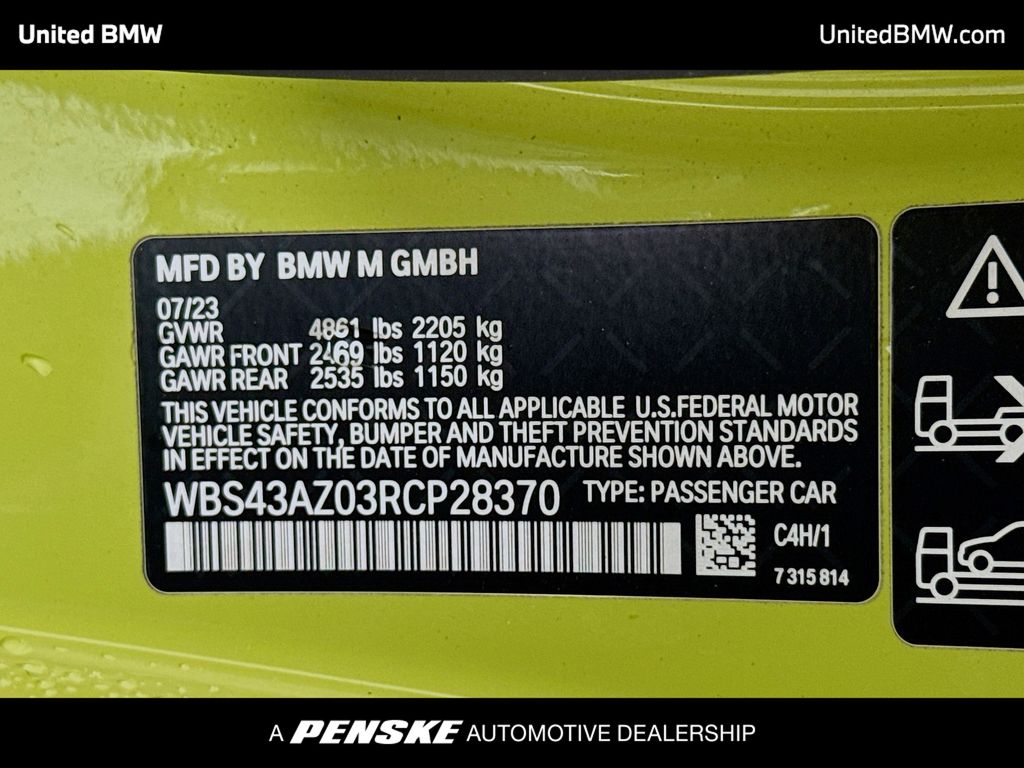 United BMW
UnitedBMW.com
MFD BY BMW M GMBH
07/23
GVWR 4861 lbs 2205 kg
GAWR FRONT 2469 lbs 1120 kg
GAWR REAR 2535 lbs 1150 kg
THIS VEHICLE CONFORMS TO ALL APPLICABLE U.S.FEDERAL MOTOR
VEHICLE SAFETY, BUMPER AND THEFT PREVENTION STANDARDS
IN EFFECT ON THE DATE OF MANUFACTURE SHOWN ABOVE.
WBS43AZ03RCP28370 TYPE: PASSENGER CAR
C4H/1
7 315 814
A PENSKE AUTOMOTIVE DEALERSHIP